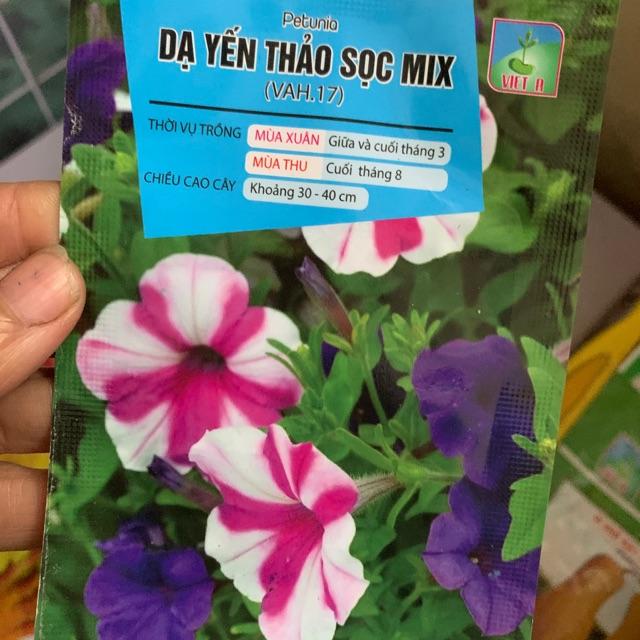 Petunia
DẠ YẾN THẢO SỌC MIX
(VAH.17)
THỜI VỤ TRỒNG MÙA XUÂN Giữa và cuối tháng 3
MÙA THU Cuối tháng 8
CHIỀU CAO CÂY Khoảng 30 - 40 cm
VIỆT Á